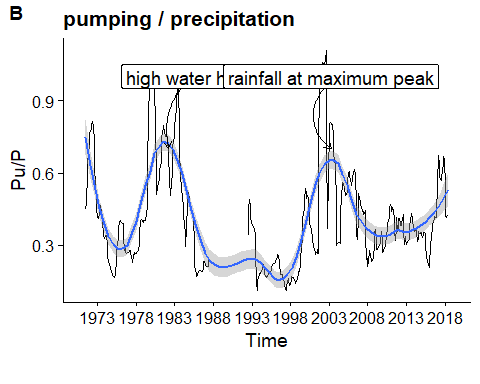 B
pumping / precipitation
high water h
rainfall at maximum peak
Pu/P
0.9
0.6
0.3
1973 1978 1983 1988 1993 1998 2003 2008 2013 2018
Time